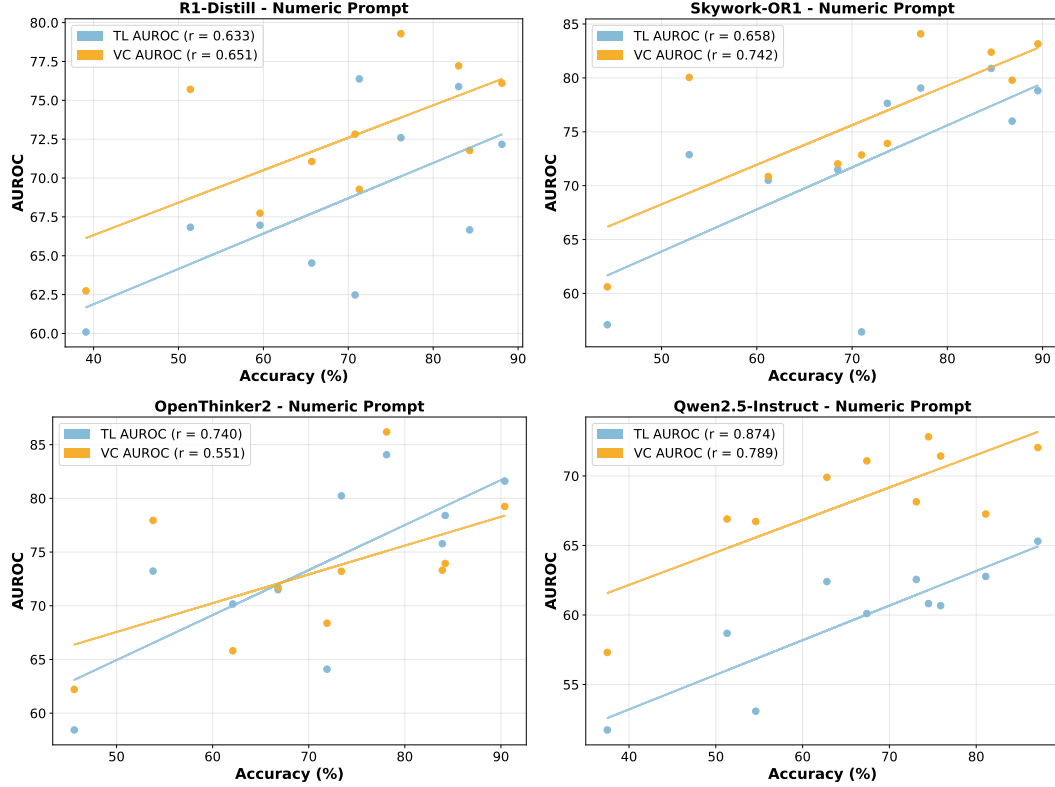 R1-Distill - Numeric Prompt
TL AUROC (r = 0.633)
VC AUROC (r = 0.651)
80.0
77.5
75.0
72.5
70.0
67.5
65.0
62.5
60.0
AUROC
40 50 60 70 80 90
Accuracy (%)
Skywork-OR1 - Numeric Prompt
TL AUROC (r = 0.658)
VC AUROC (r = 0.742)
85
80
75
70
65
60
AUROC
50 60 70 80 90
Accuracy (%)
OpenThinker2 - Numeric Prompt
TL AUROC (r = 0.740)
VC AUROC (r = 0.551)
85
80
75
70
65
60
AUROC
50 60 70 80 90
Accuracy (%)
Qwen2.5-Instruct - Numeric Prompt
TL AUROC (r = 0.874)
VC AUROC (r = 0.789)
70
65
60
55
AUROC
40 50 60 70 80
Accuracy (%)